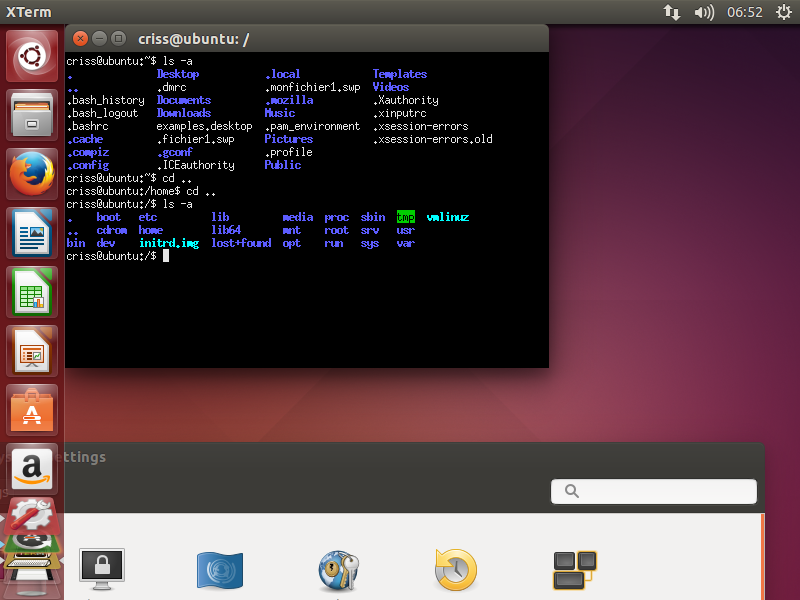 XTerm 06:52
criss@ubuntu: /
criss@ubuntu:~$ ls -a
. Desktop .local Templates
.. .dmrc .monfichier1.swp Videos
.bash_history Documents .mozilla .Xauthority
.bash_logout Downloads Music .xinputrc
.bashrc examples.desktop .pam_environment .xsession-errors
.cache .fichier1.swp Pictures .xsession-errors.old
.compiz .gconf .profile
.config .ICEauthority Public
criss@ubuntu:~$ cd ..
criss@ubuntu:/home$ cd ..
criss@ubuntu:/$ ls -a
. boot etc lib media proc sbin tmp vmlinuz
.. cdrom home lib64 mnt root srv usr
bin dev initrd.img lost+found opt run sys var
criss@ubuntu:/$
ettings